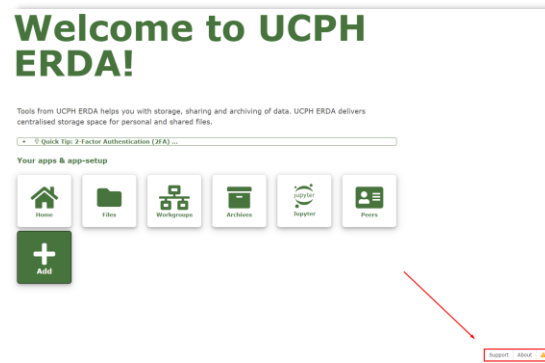 Welcome to UCPH
ERDA!
Tools from UCPH ERDA helps you with storage, sharing and archiving of data. UCPH ERDA delivers
centralised storage space for personal and shared files.
Quick Tip: 2-Factor Authentication (2FA) ...
Your apps & app-setup
Home
Files
Workgroups
Archives
jupyter
Jupyter
Peers
Add
Support About